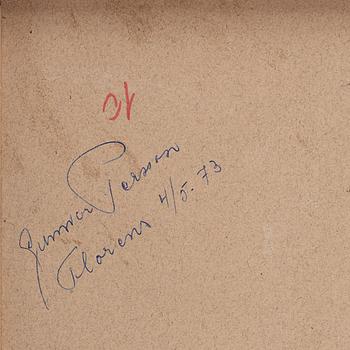 Gunnar Persson
Florens 4/5. 73